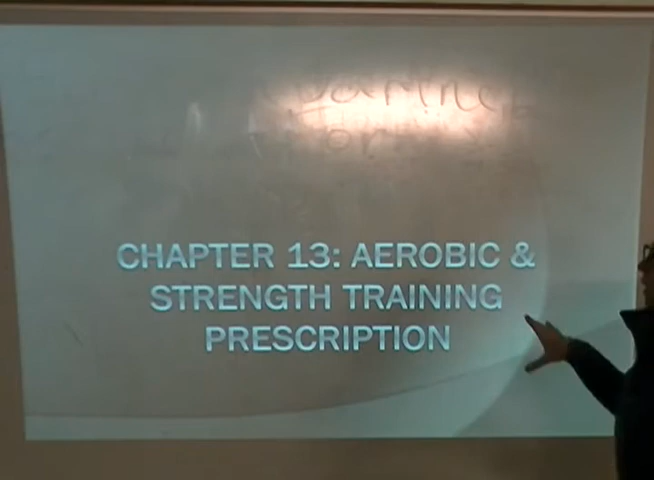 CHAPTER 13: AEROBIC &
STRENGTH TRAINING
PRESCRIPTION